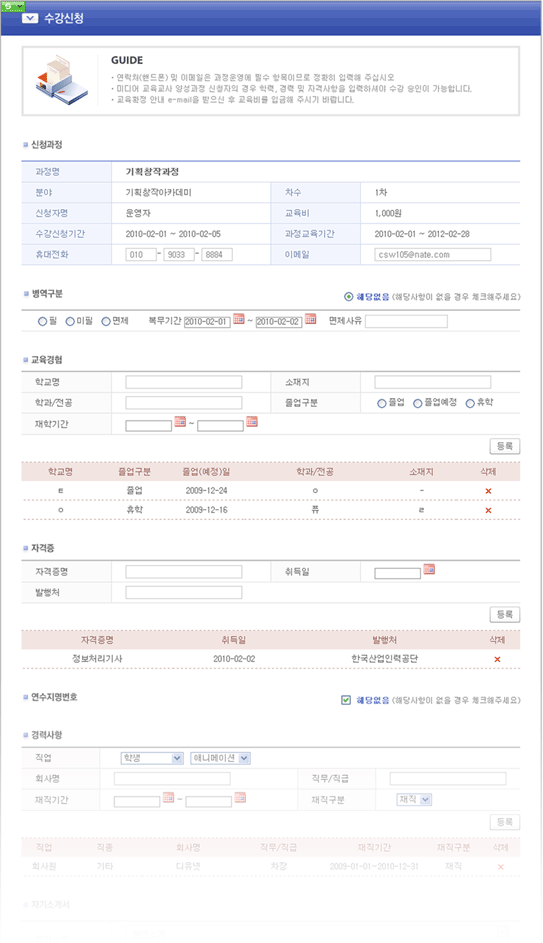 수강신청
GUIDE
• 연락처(핸드폰) 및 이메일은 과정운영에 필수 항목이므로 정확히 입력해 주십시오
• 미디어 교육교사 양성과정 신청자의 경우 학력, 경력 및 자격사항을 입력하셔야 수강 승인이 가능합니다.
• 교육확정 안내 e-mail을 받으신 후 교육비를 입금해 주시기 바랍니다.
신청과정
과정명 기획창작과정
분야 기획창작아카데미 차수 1차
신청자명 운영자 교육비 1,000원
수강신청기간 2010-02-01 ~ 2010-02-05 과정교육기간 2010-02-01 ~ 2012-02-28
휴대전화 010 - 9033 - 8884 이메일 csw105@nate.com
병역구분 해당없음 (해당사항이 없을 경우 체크해주세요)
필 미필 면제 복무기간 2010-02-01 ~ 2010-02-02 면제사유
교육경험
학교명 소재지
학과/전공 졸업구분 졸업 졸업예정 휴학
재학기간 ~
등록
학교명 졸업구분 졸업(예정)일 학과/전공 소재지 삭제
ㄹ 졸업 2009-12-24 ㅇ -
ㅇ 휴학 2009-12-16 퓨 ㄹ
자격증
자격증명 취득일
발행처
등록
자격증명 취득일 발행처 삭제
정보처리기사 2010-02-02 한국산업인력공단
연수지명번호 해당없음 (해당사항이 없을 경우 체크해주세요)
경력사항
직업 학생 애니메이션
회사명 직무/직급
재직기간 ~ 재직구분 재직
등록
직업 직종 회사명 직무/직급 재직기간 재직구분 삭제
회사원 기타 디유넷 차장 2009-01-01~2010-12-31 재직
자기소개서